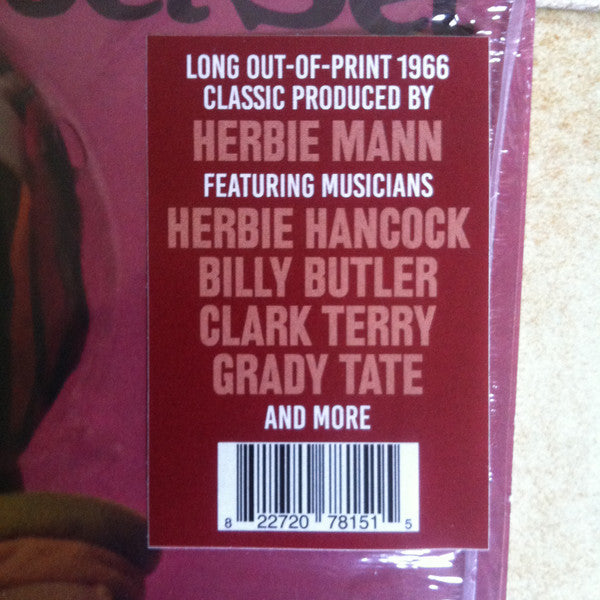 LONG OUT-OF-PRINT 1966
CLASSIC PRODUCED BY
HERBIE MANN
FEATURING MUSICIANS
HERBIE HANCOCK
BILLY BUTLER
CLARK TERRY
GRADY TATE
AND MORE
8 22720 78151 5